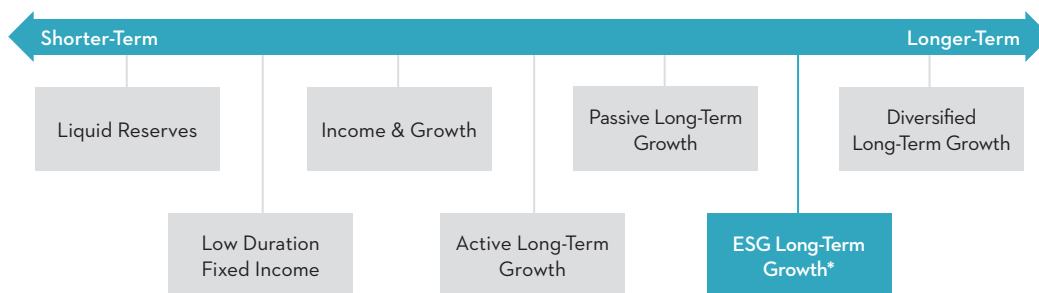 Shorter-Term
Longer-Term
Liquid Reserves
Income & Growth
Passive Long-Term
Growth
Diversified
Long-Term Growth
Low Duration
Fixed Income
Active Long-Term
Growth
ESG Long-Term
Growth*